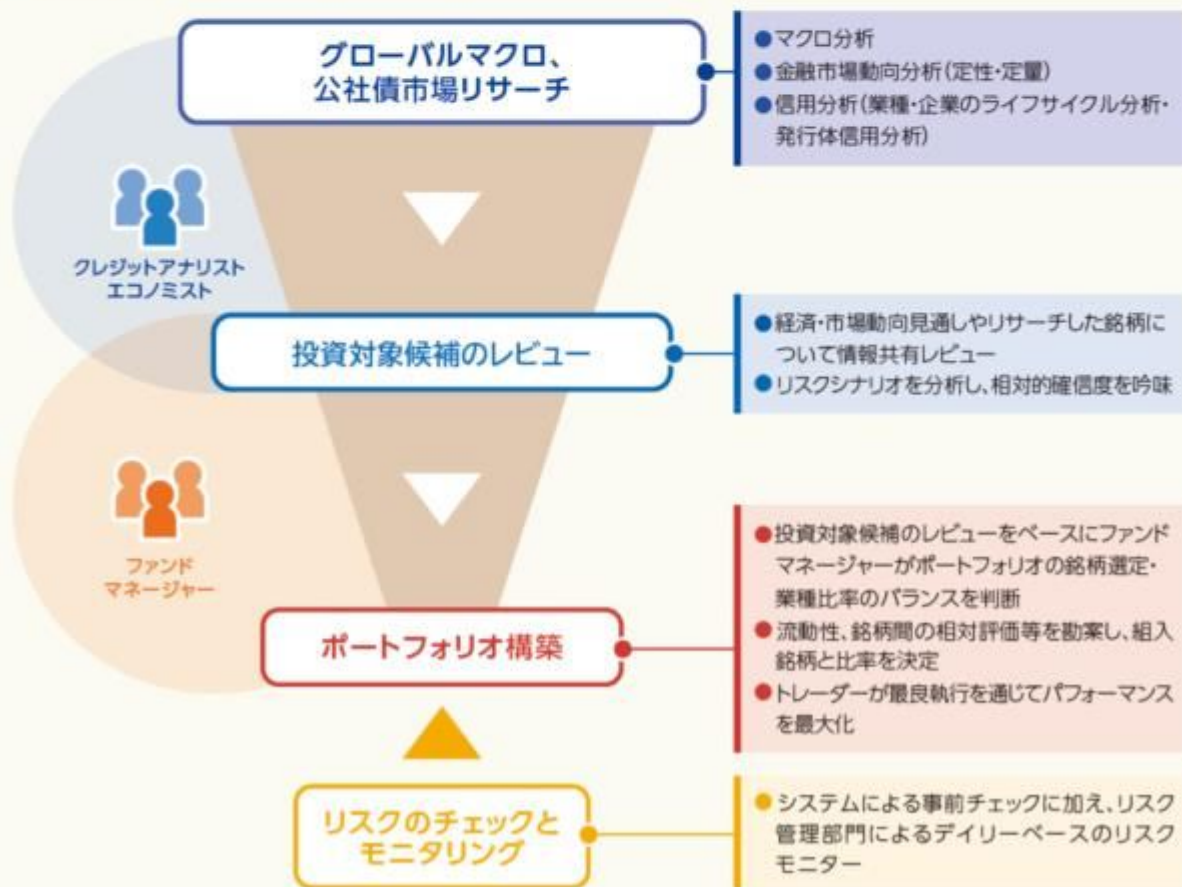 グローバルマクロ、
公社債市場リサーチ
●マクロ分析
●金融市場動向分析(定性・定量)
●信用分析(業種・企業のライフサイクル分析・
発行体信用分析)
クレジットアナリスト
エコノミスト
投資対象候補のレビュー
●経済・市場動向見通しやリサーチした銘柄に
ついて情報共有レビュー
●リスクシナリオを分析し、相対的確信度を吟味
ファンド
マネージャー
ポートフォリオ構築
●投資対象候補のレビューをベースにファンド
マネージャーがポートフォリオの銘柄選定・
業種比率のバランスを判断
●流動性、銘柄間の相対評価等を勘案し、組入
銘柄と比率を決定
●トレーダーが最良執行を通じてパフォーマンス
を最大化
リスクのチェックと
モニタリング
●システムによる事前チェックに加え、リスク
管理部門によるデイリーベースのリスク
モニター